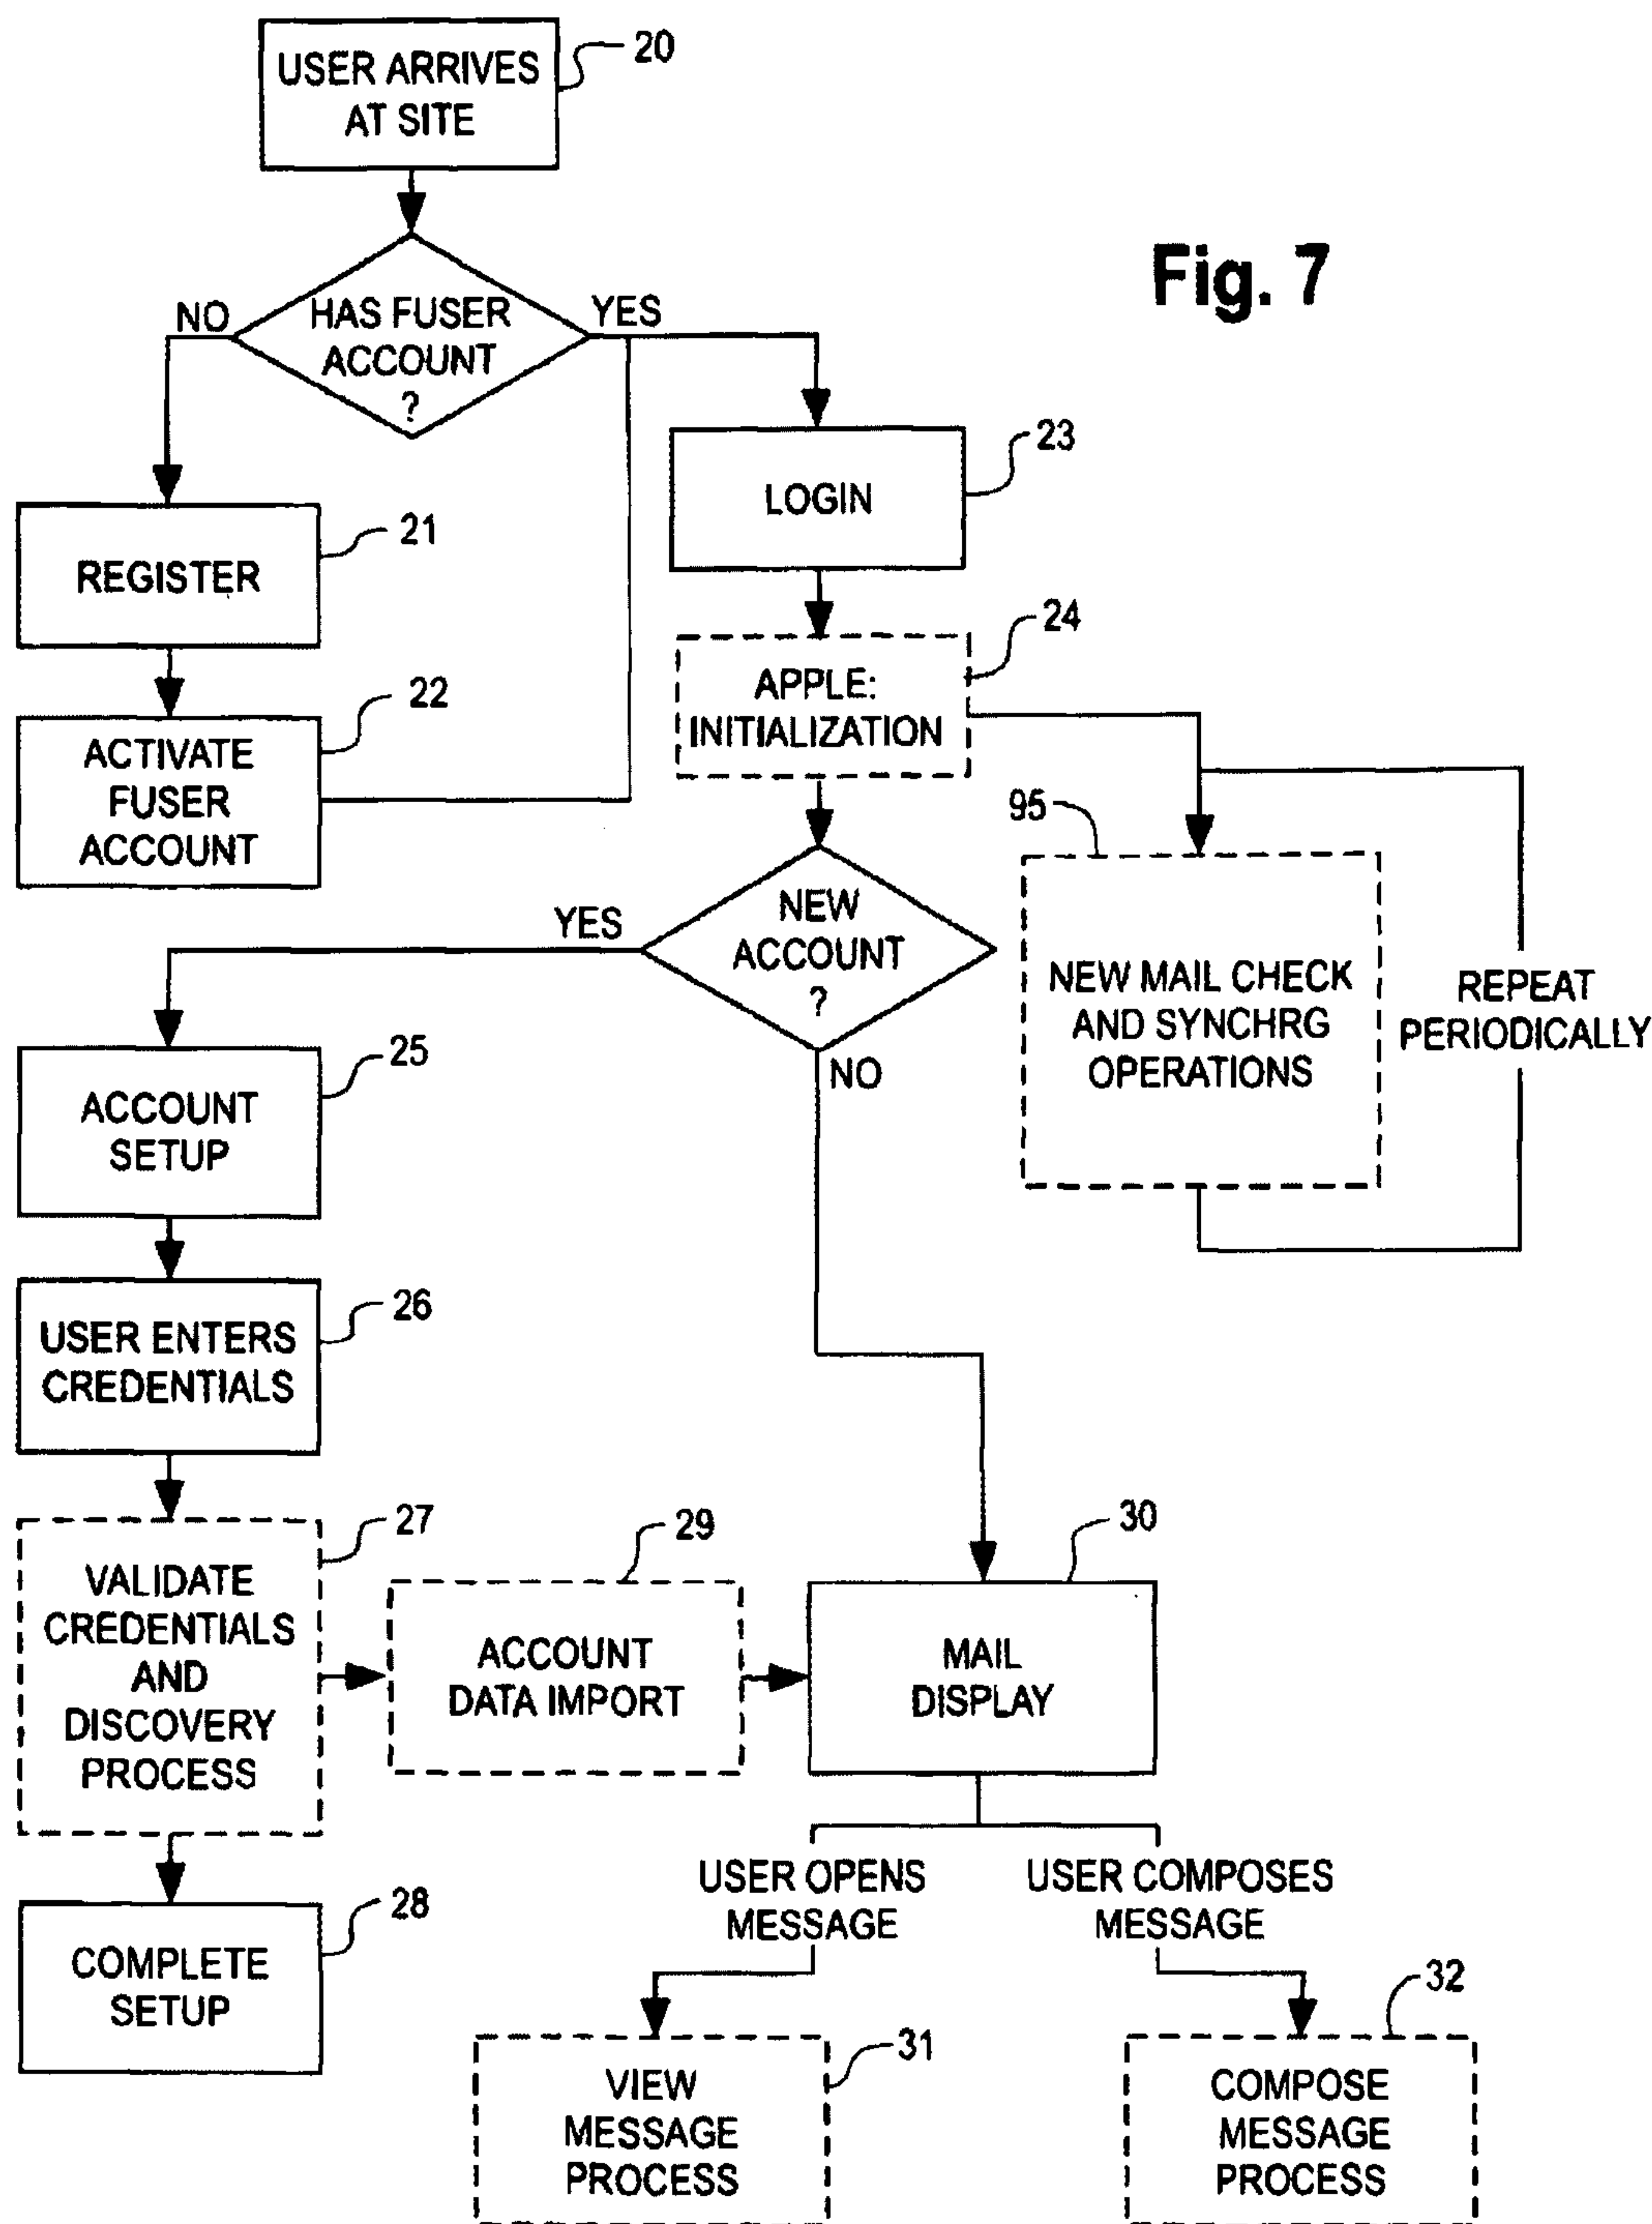 USER ARRIVES
AT SITE
20
Fig. 7
NO
HAS FUSER
ACCOUNT
?
YES
LOGIN
23
REGISTER
21
APPLE:
INITIALIZATION
24
ACTIVATE
FUSER
ACCOUNT
22
95
NEW MAIL CHECK
AND SYNCHRG
OPERATIONS
REPEAT
PERIODICALLY
YES
NEW
ACCOUNT
?
NO
ACCOUNT
SETUP
25
USER ENTERS
CREDENTIALS
26
VALIDATE
CREDENTIALS
AND
DISCOVERY
PROCESS
27
ACCOUNT
DATA IMPORT
29
MAIL
DISPLAY
30
COMPLETE
SETUP
28
USER OPENS
MESSAGE
USER COMPOSES
MESSAGE
VIEW
MESSAGE
PROCESS
31
COMPOSE
MESSAGE
PROCESS
32